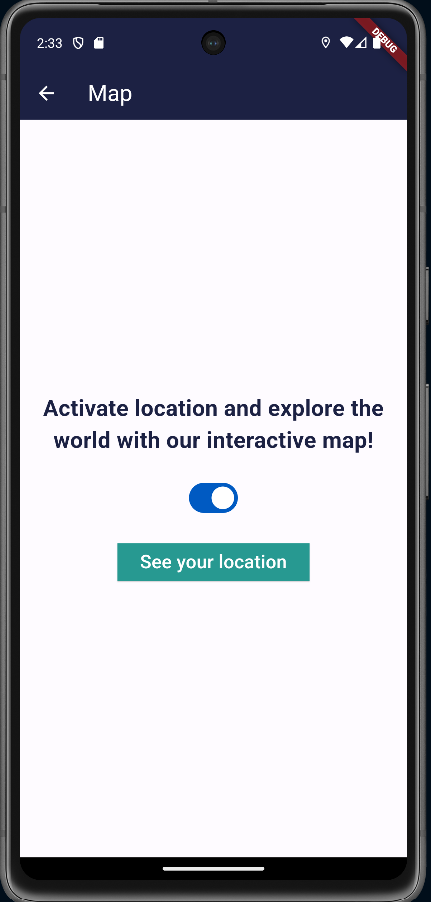 2:33
DEBUG
Map
Activate location and explore the
world with our interactive map!
See your location